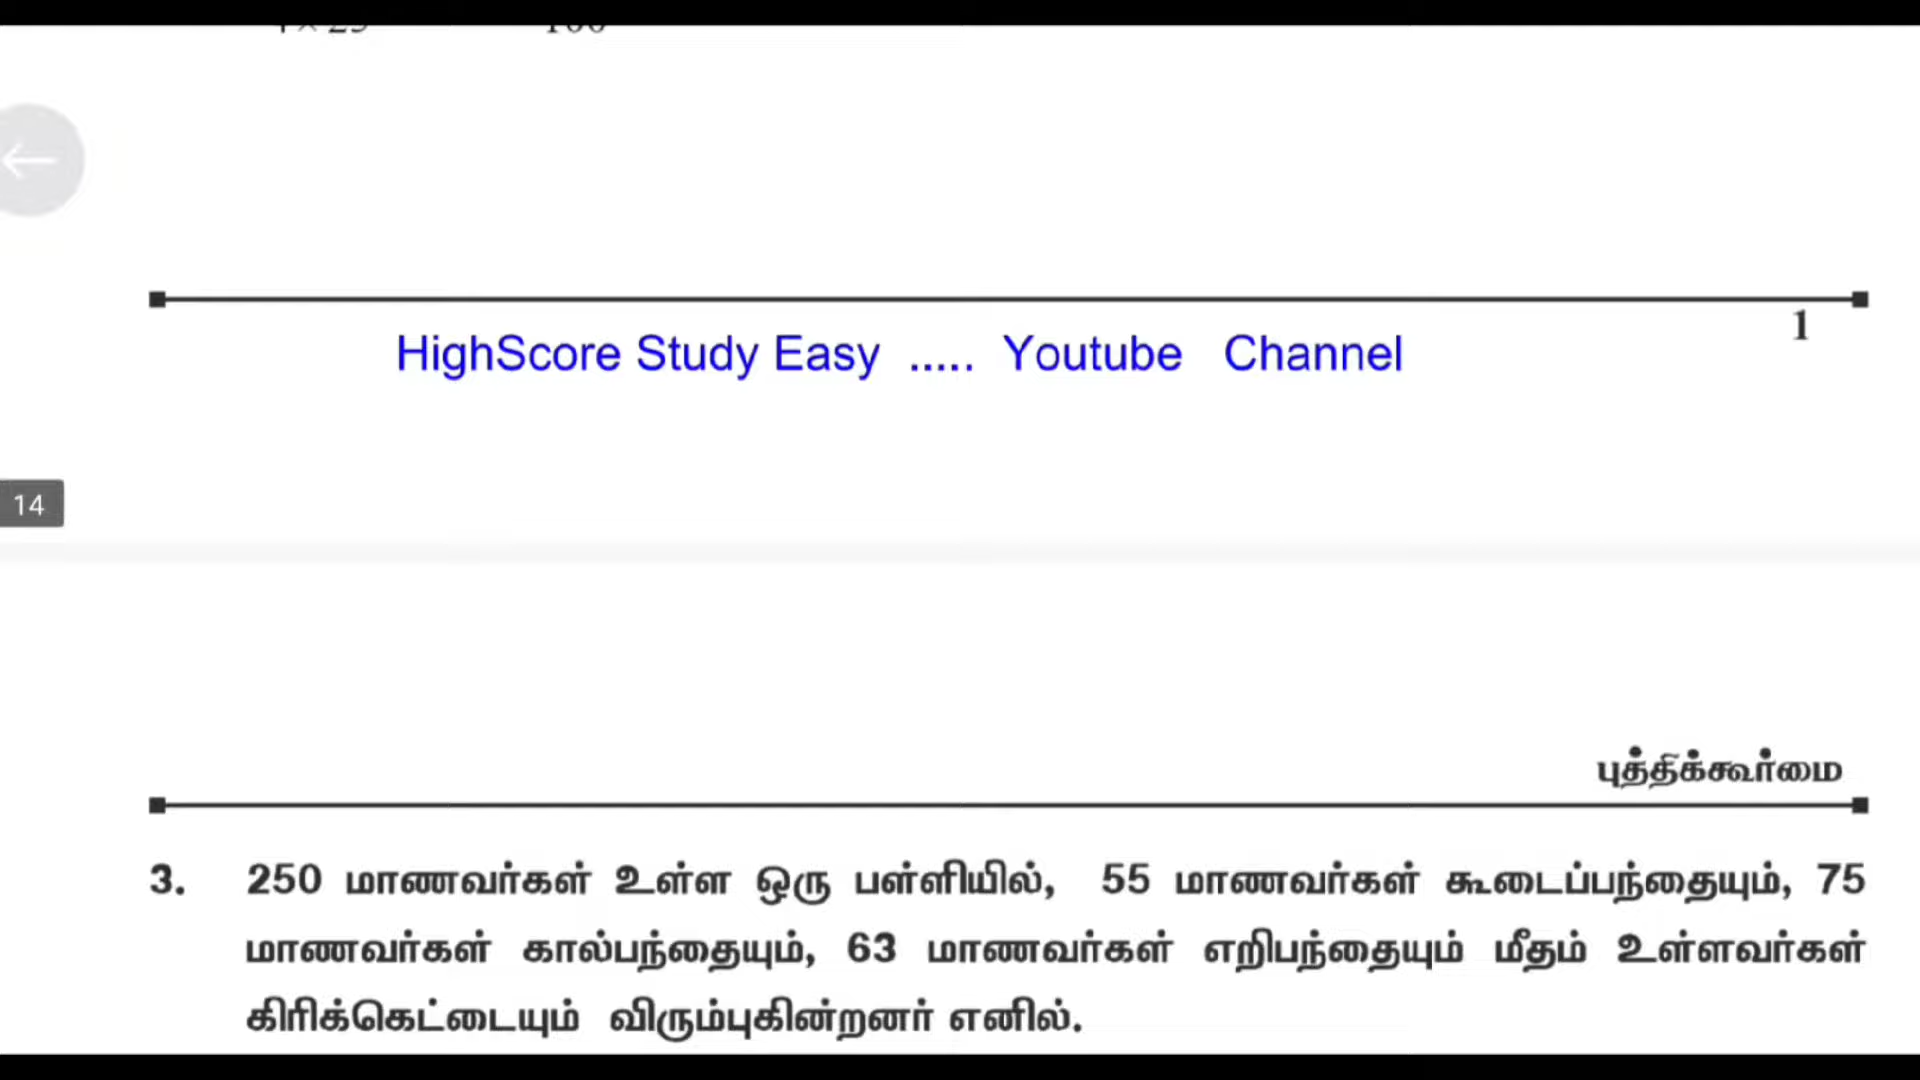 HighScore Study Easy ..... Youtube Channel
1
14
புத்திக்கூர்மை
3. 250 மாணவர்கள் உள்ள ஒரு பள்ளியில், 55 மாணவர்கள் கூடைப்பந்தையும், 75
மாணவர்கள் கால்பந்தையும், 63 மாணவர்கள் எறிபந்தையும் மீதம் உள்ளவர்கள்
கிரிக்கெட்டையும் விரும்புகின்றனர் எனில்.